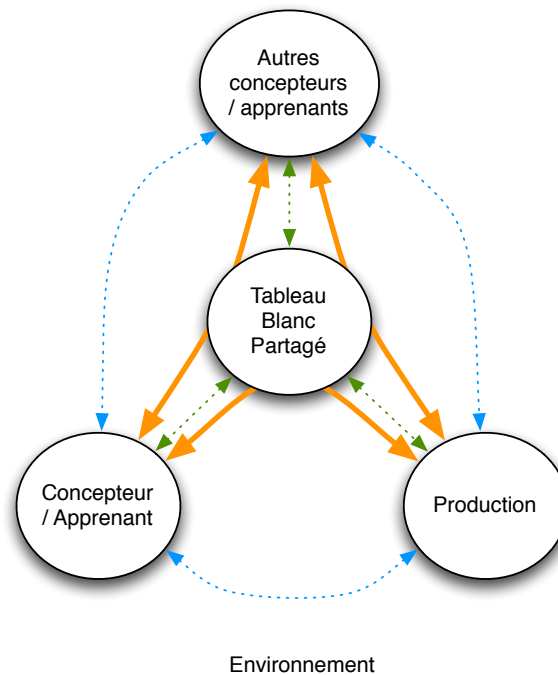 Autres
concepteurs
/ apprenants
Tableau
Blanc
Partagé
Concepteur
/ Apprenant
Production
Environnement